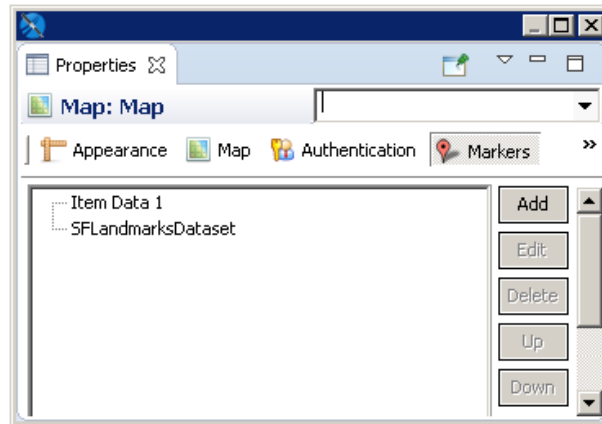 Properties
Map: Map
Appearance Map Authentication Markers »
Item Data 1
SFLandmarksDataset
Add
Edit
Delete
Up
Down